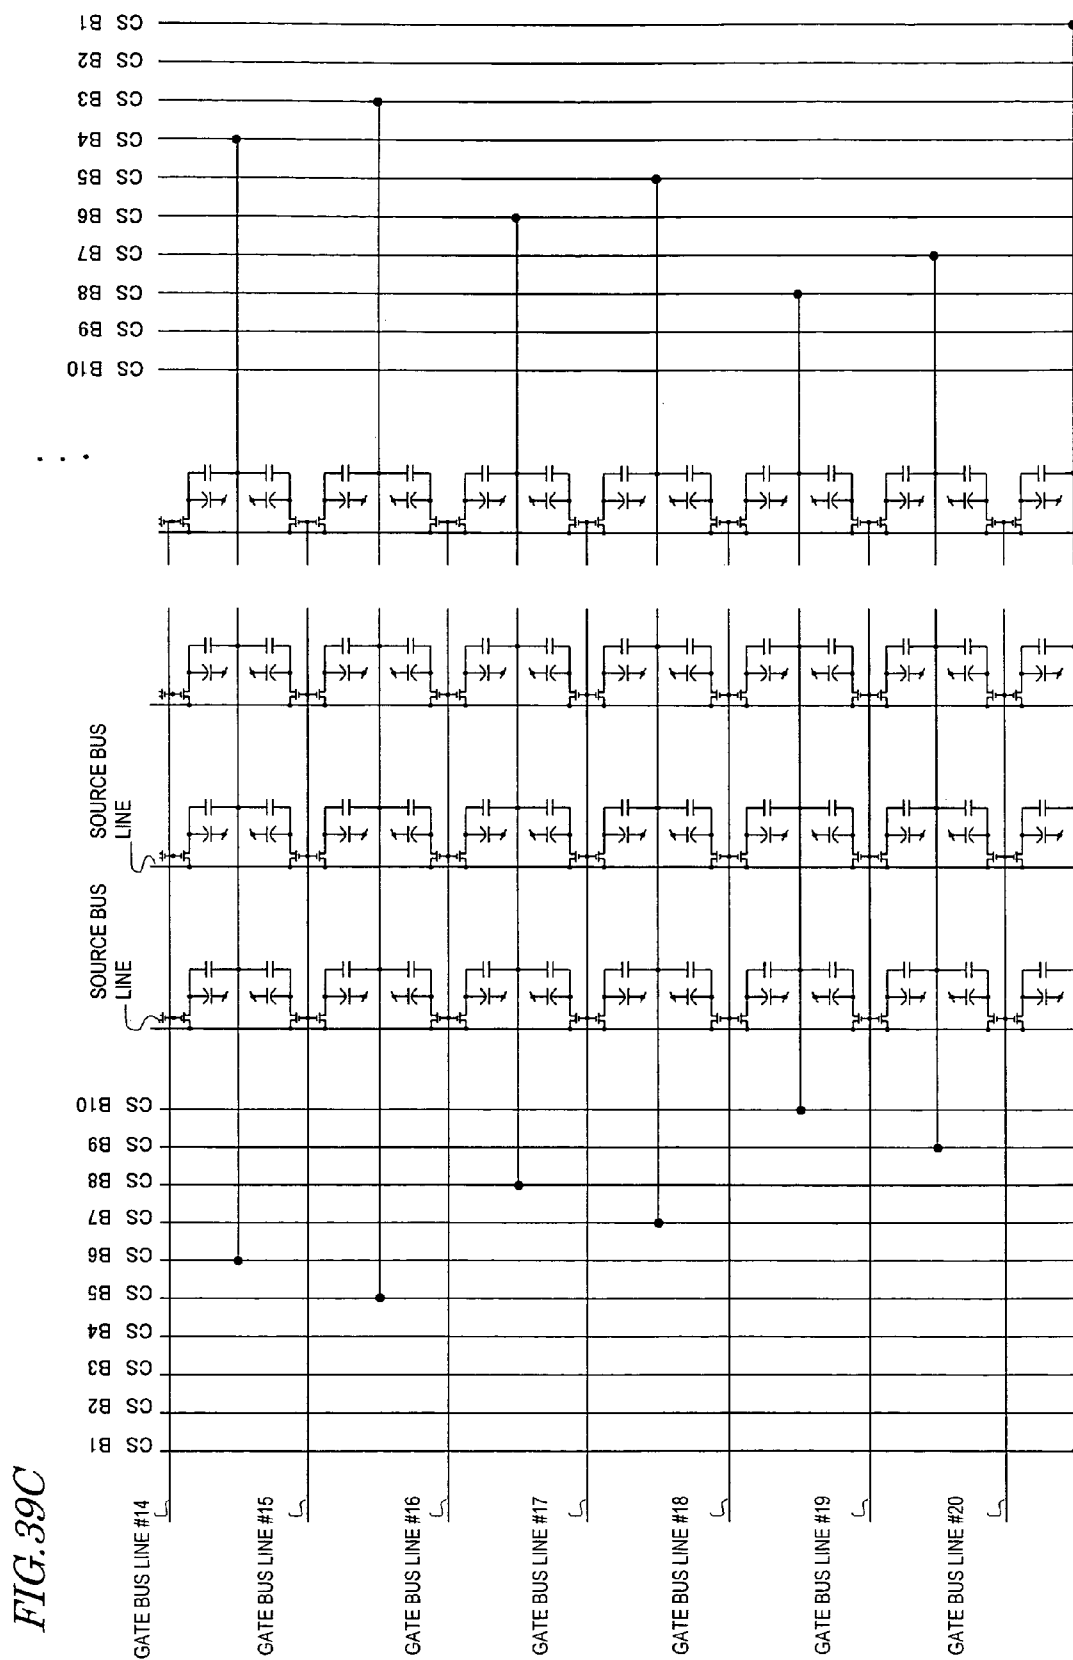 FIG.39C
GATE BUS LINE #14
GATE BUS LINE #15
GATE BUS LINE #16
GATE BUS LINE #17
GATE BUS LINE #18
GATE BUS LINE #19
GATE BUS LINE #20
CS B1
CS B2
CS B3
CS B4
CS B5
CS B6
CS B7
CS B8
CS B9
CS B10
SOURCE BUS
LINE
SOURCE BUS
LINE
...
CS B10
CS B9
CS B8
CS B7
CS B6
CS B5
CS B4
CS B3
CS B2
CS B1